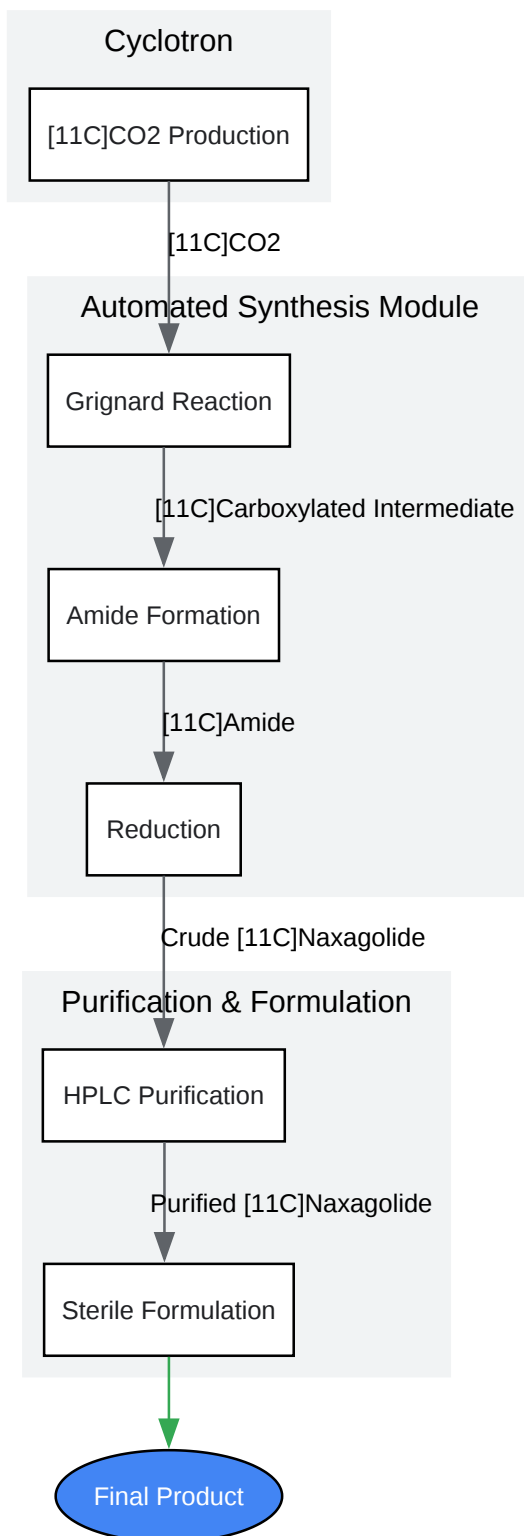 Cyclotron
[11C]CO2 Production
[11C]CO2
Automated Synthesis Module
Grignard Reaction
[11C]Carboxylated Intermediate
Amide Formation
[11C]Amide
Reduction
Crude [11C]Naxagolide
Purification & Formulation
HPLC Purification
Purified [11C]Naxagolide
Sterile Formulation
Final Product